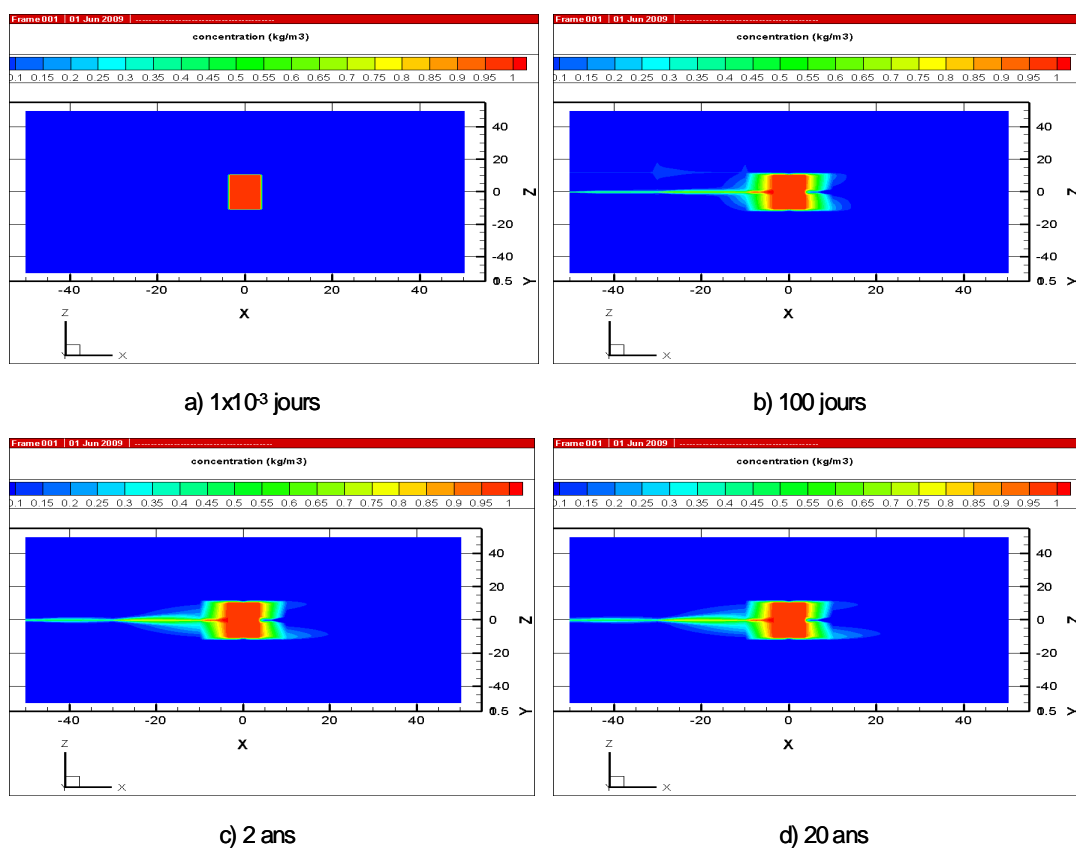 Frame 001 | 01 Jun 2009 | Frame 001 | 01 Jun 2009 |
concentration (kg/m3) concentration (kg/m3)
0.1 0.15 0.2 0.25 0.3 0.35 0.4 0.45 0.5 0.55 0.6 0.65 0.7 0.75 0.8 0.85 0.9 0.95 1 0.1 0.15 0.2 0.25 0.3 0.35 0.4 0.45 0.5 0.55 0.6 0.65 0.7 0.75 0.8 0.85 0.9 0.95 1
40 40
20 20
0 Z 0 Z
-20 -20
-40 -40
0.5 Y 0.5 Y
-40 -20 0 20 40 -40 -20 0 20 40
X X
Z Z
Y X Y X
a) 1x10-3 jours b) 100 jours
Frame 001 | 01 Jun 2009 | Frame 001 | 01 Jun 2009 |
concentration (kg/m3) concentration (kg/m3)
0.1 0.15 0.2 0.25 0.3 0.35 0.4 0.45 0.5 0.55 0.6 0.65 0.7 0.75 0.8 0.85 0.9 0.95 1 0.1 0.15 0.2 0.25 0.3 0.35 0.4 0.45 0.5 0.55 0.6 0.65 0.7 0.75 0.8 0.85 0.9 0.95 1
40 40
20 20
0 Z 0 Z
-20 -20
-40 -40
0.5 Y 0.5 Y
-40 -20 0 20 40 -40 -20 0 20 40
X X
Z Z
Y X Y X
c) 2 ans d) 20 ans